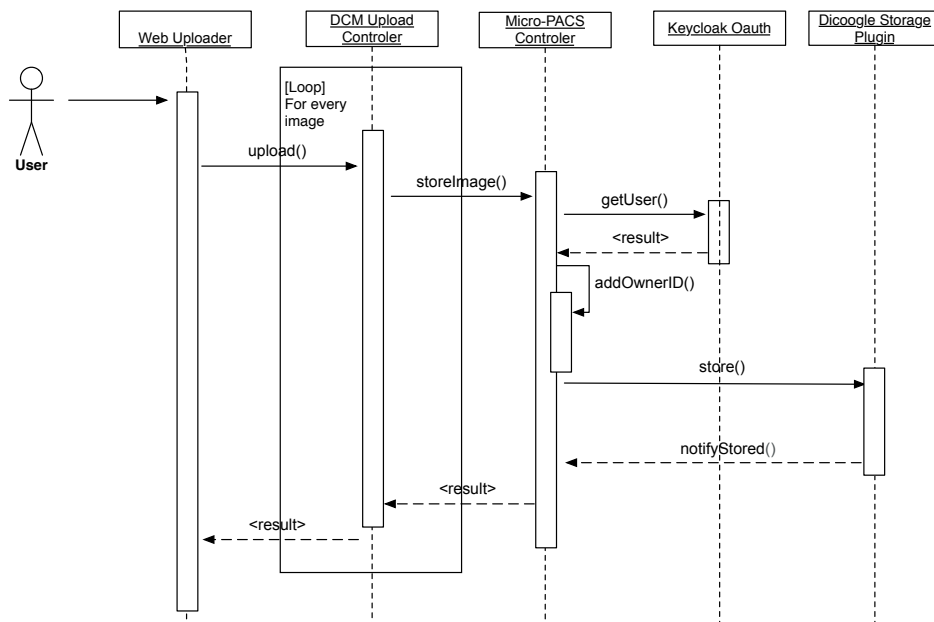 Web Uploader
DCM Upload
Controler
Micro-PACS
Controler
Keycloak Oauth
Dicoogle Storage
Plugin
[Loop]
For every
image
User
upload()
storeImage()
getUser()
<result>
addOwnerID()
store()
notifyStored()
<result>
<result>